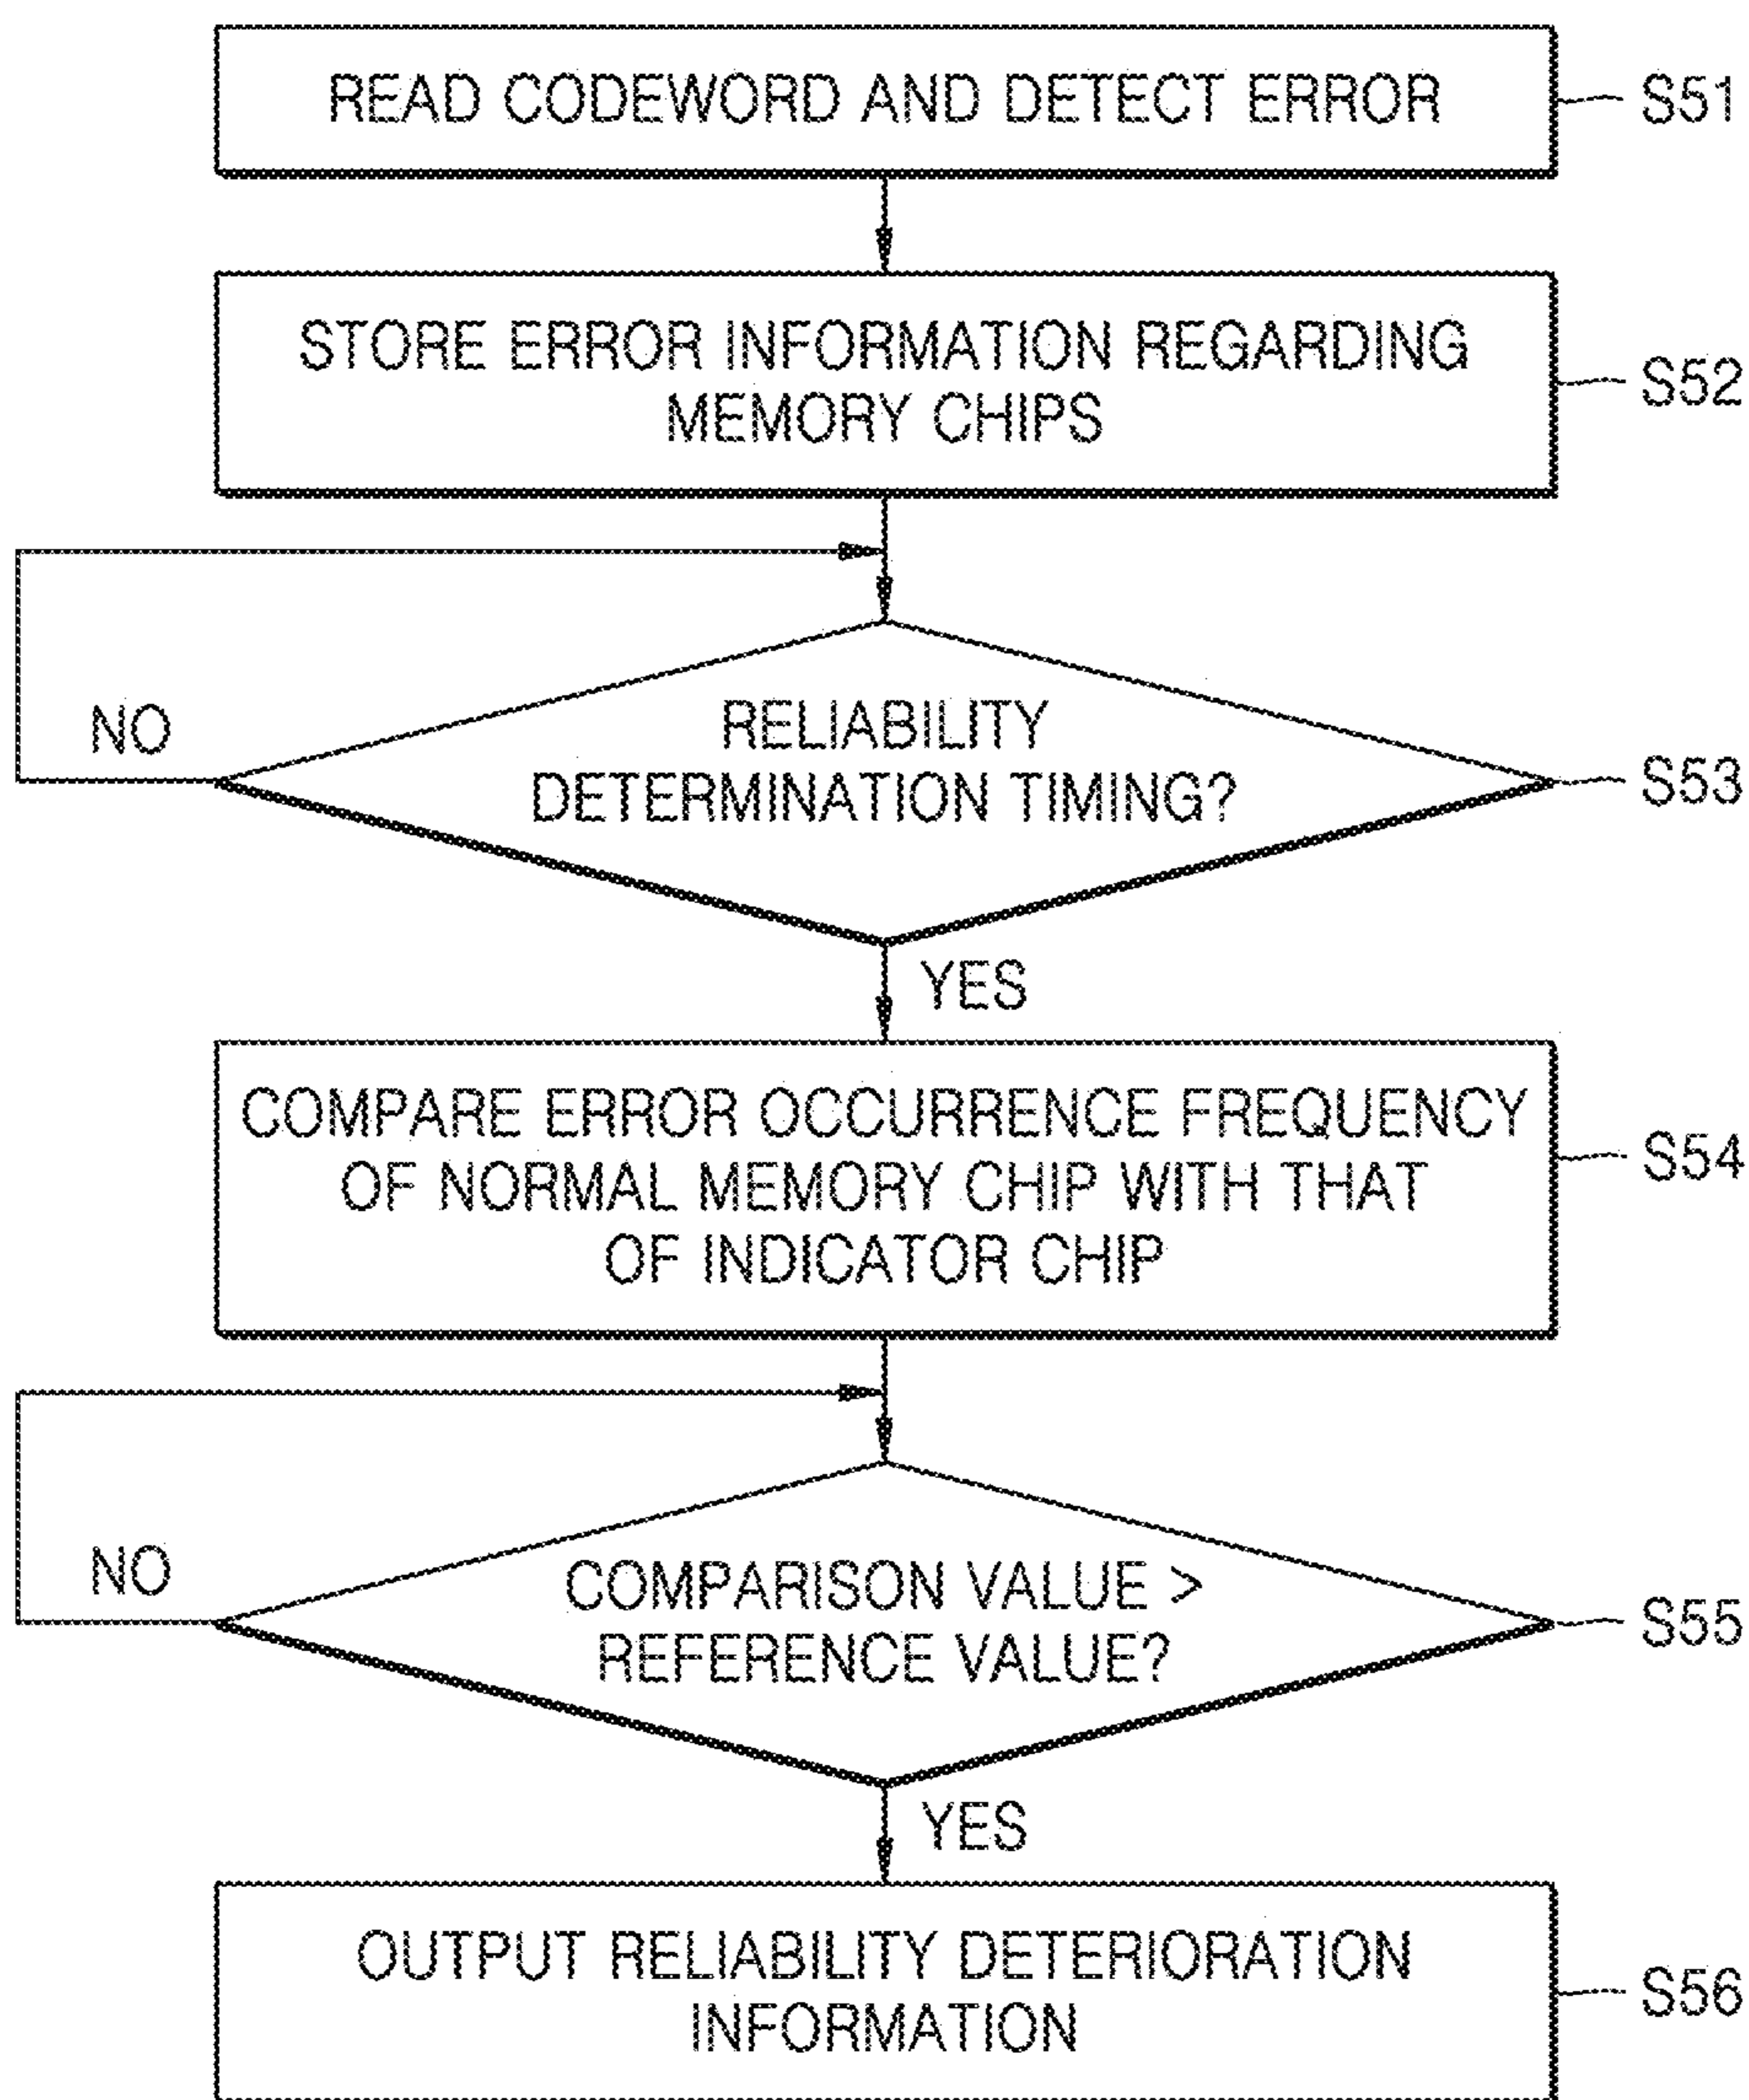 READ CODEWORD AND DETECT ERROR
S51
STORE ERROR INFORMATION REGARDING
MEMORY CHIPS
S52
RELIABILITY
DETERMINATION TIMING?
S53
NO
YES
COMPARE ERROR OCCURRENCE FREQUENCY
OF NORMAL MEMORY CHIP WITH THAT
OF INDICATOR CHIP
S54
COMPARISON VALUE >
REFERENCE VALUE?
S55
NO
YES
OUTPUT RELIABILITY DETERIORATION
INFORMATION
S56